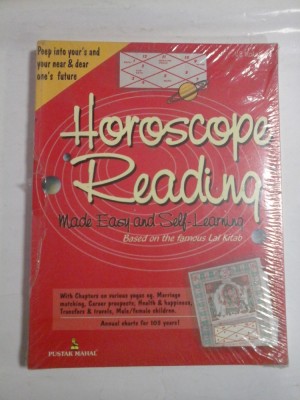 Peep into your's and
your near & dear
one's future
Horoscope
Reading
Made Easy and Self-Learning
Based on the famous Lal Kitab
With Chapters on various yogas eg. Marriage
matching, Career prospects, Health & happiness,
Transfers & travels, Male/female children.
Annual charts for 105 years!
PUSTAK MAHAL